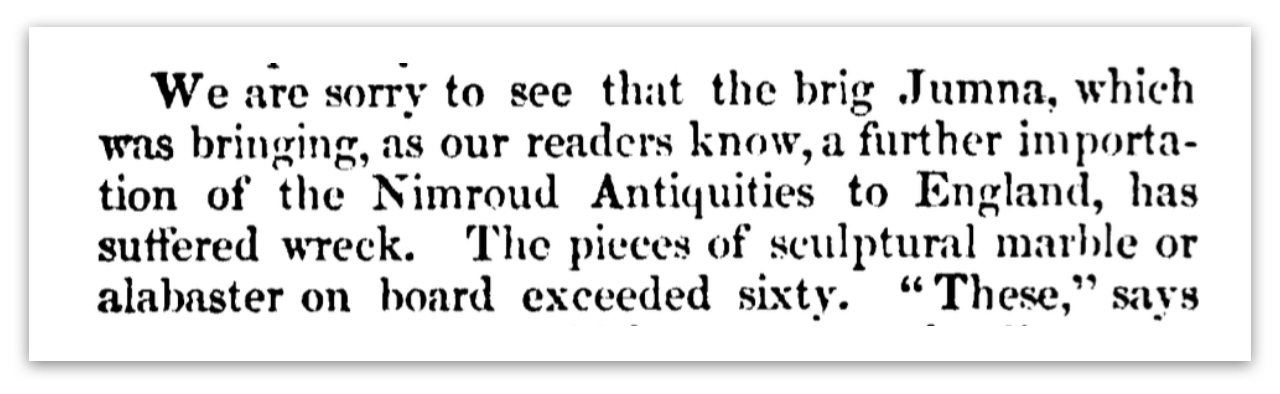 We are sorry to see that the brig Jumna, which
was bringing, as our readers know, a further importa-
tion of the Nimroud Antiquities to England, has
suffered wreck. The pieces of sculptural marble or
alabaster on board exceeded sixty. “These,” says